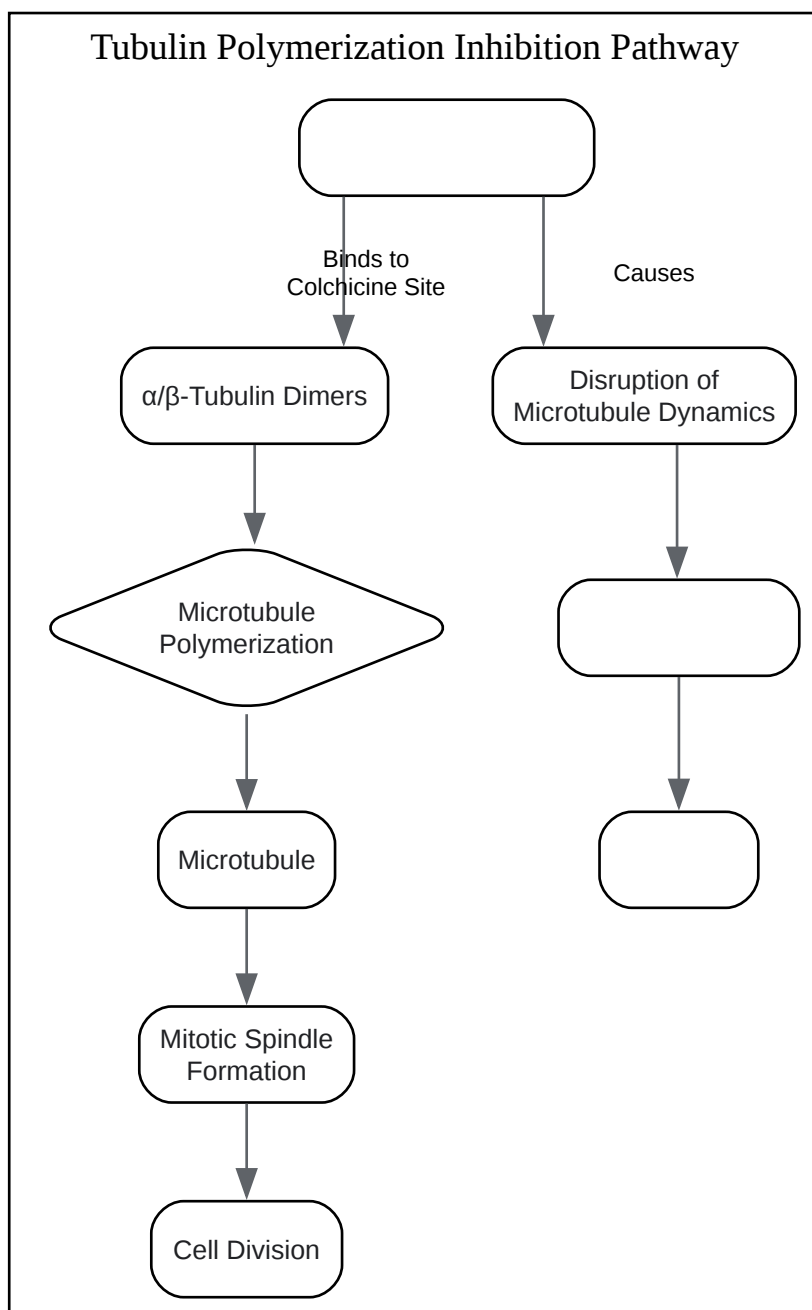 Tubulin Polymerization Inhibition Pathway
Binds to
Colchicine Site
Causes
α/β-Tubulin Dimers
Disruption of
Microtubule Dynamics
Microtubule
Polymerization
Microtubule
Mitotic Spindle
Formation
Cell Division